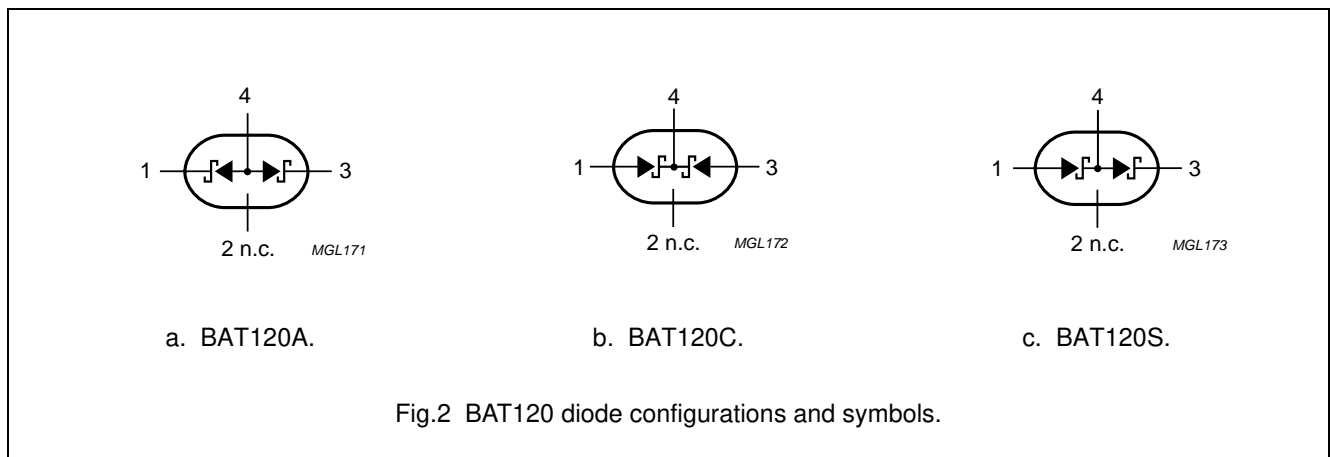 4
4
4
1
3
1
3
1
3
2 n.c.
MGL171
2 n.c.
MGL172
2 n.c.
MGL173
a. BAT120A.
b. BAT120C.
c. BAT120S.
Fig.2 BAT120 diode configurations and symbols.